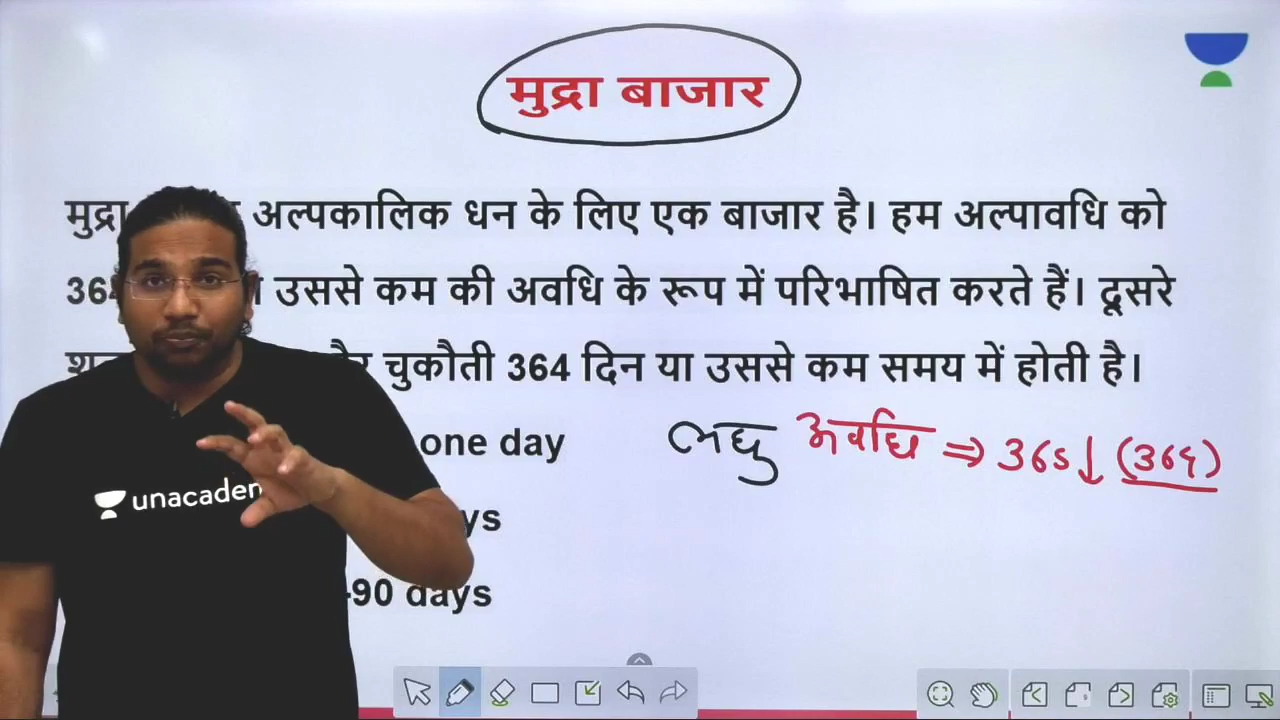 मुद्रा बाजार
मुद्रा अल्पकालिक धन के लिए एक बाजार है। हम अल्पावधि को
उससे कम की अवधि के रूप में परिभाषित करते हैं। दूसरे
चुकौती 364 दिन या उससे कम समय में होती है।
one day
लघु अवधि ⇒ 365↓ (364)
unacadem
-90 days